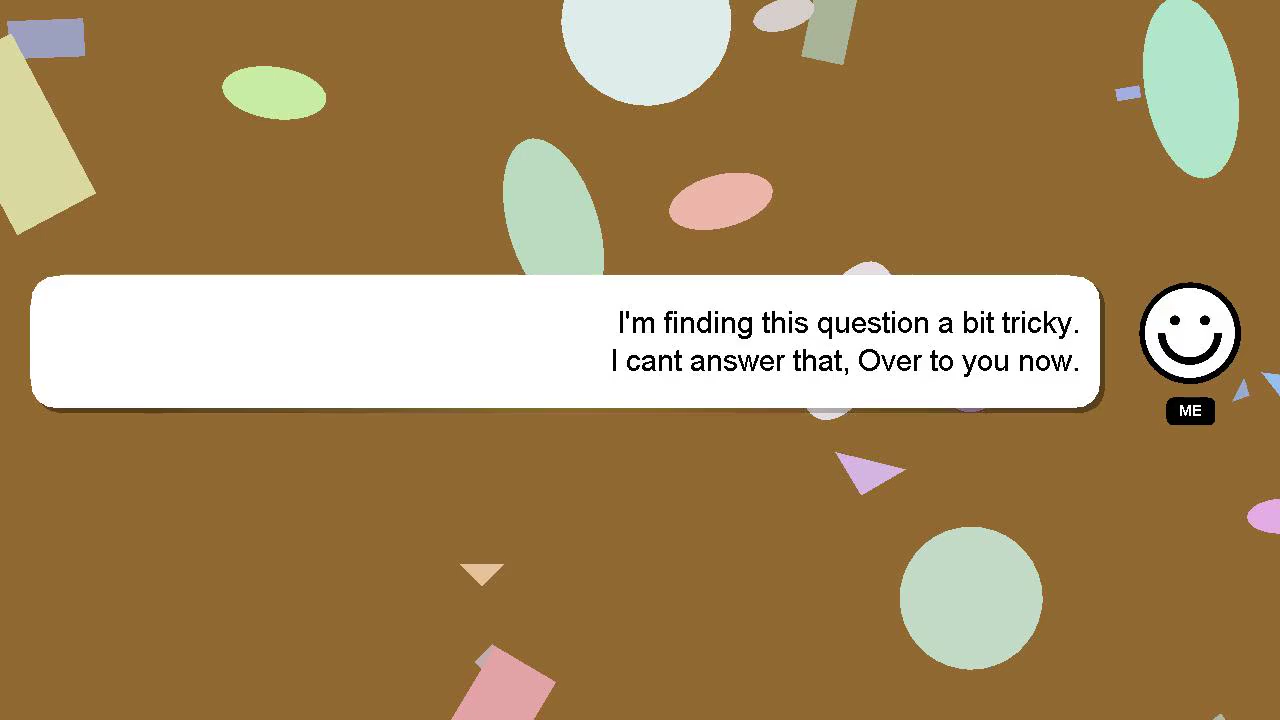 I'm finding this question a bit tricky.
I cant answer that, Over to you now.
ME